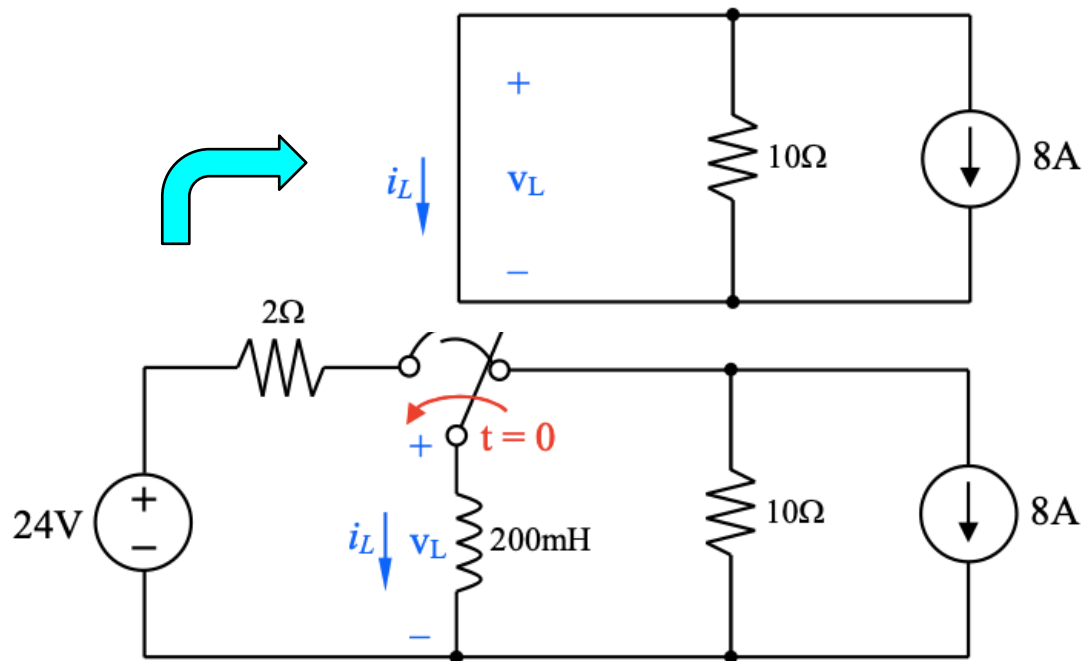 +
10Ω
8A
i_L
v_L
−
2Ω
+
t = 0
24V
+
−
i_L
v_L
200mH
10Ω
8A
−